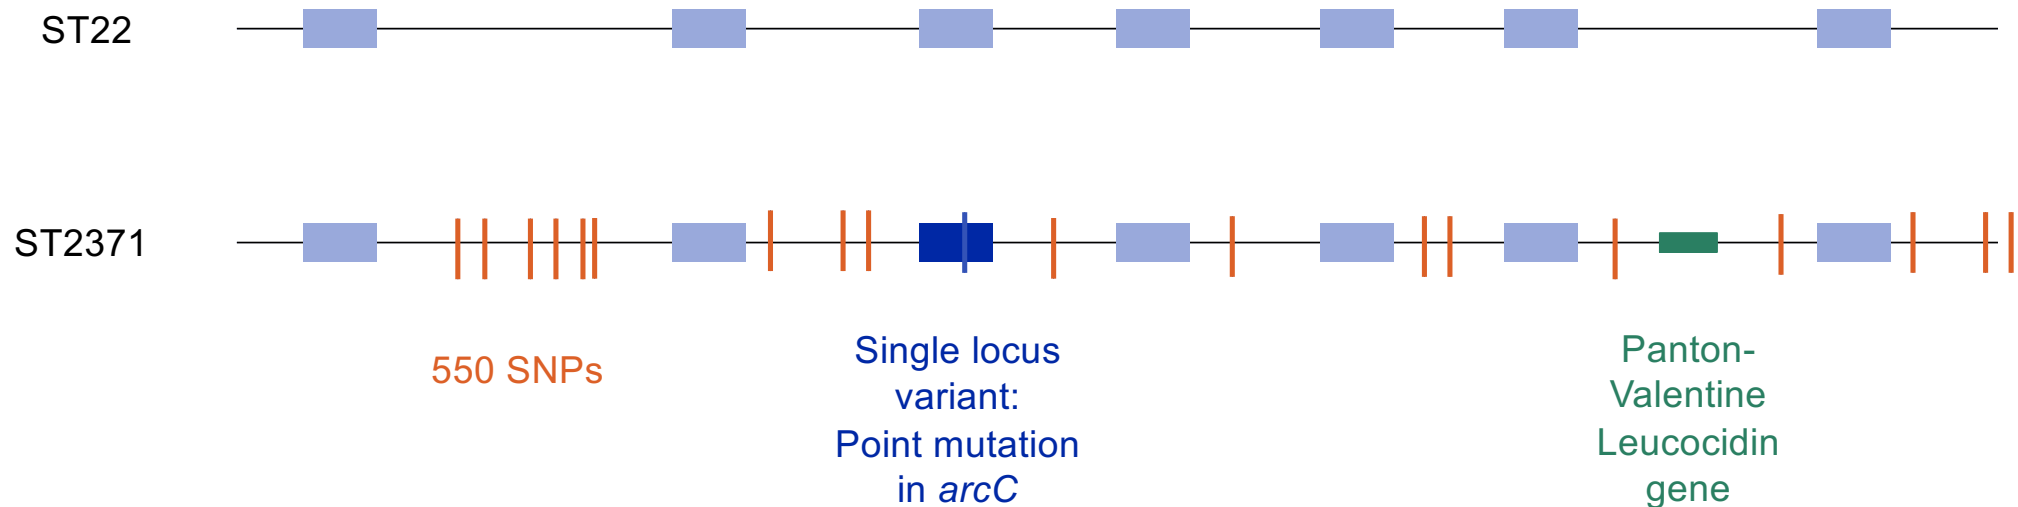 ST22
ST2371
550 SNPs
Single locus
variant:
Point mutation
in arcC
Panton-
Valentine
Leucocidin
gene